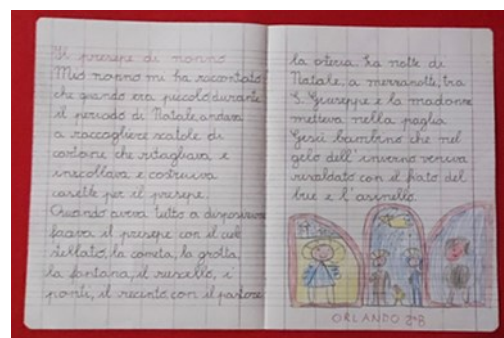 Il presepe di nonno
Mio nonno mi ha raccontato
che quando era piccolo durante
il periodo di Natale, andava
a raccogliere scatole di
cartone che ritagliava, e
incollava e costruiva
casette per il presepe.
Quando aveva tutto a disposizione
faceva il presepe con il ciel
stellato, la cometa, la grotta,
la fontana, il ruscello, i
ponti, il recinto con il pastore
la osteria. La notte di
Natale, a mezzanotte, tra
S. Giuseppe e la madonna
metteva nella paglia
Gesù bambino che nel
gelo dell'inverno veniva
riscaldato con il fiato del
bue e l'asinello.
ORLANDO 2ªB